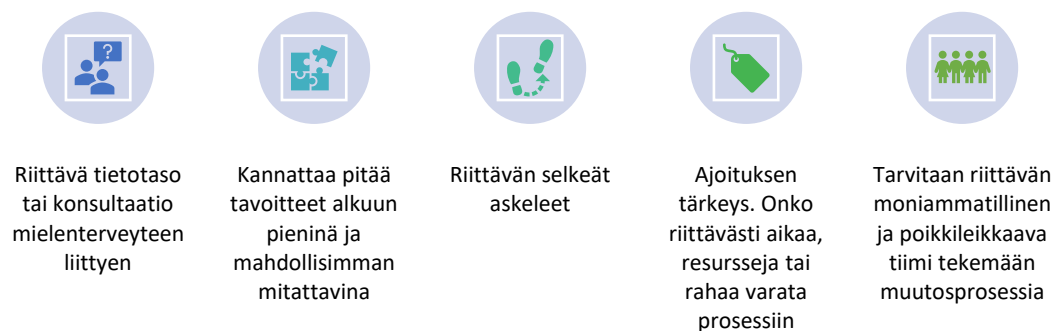 ?
Riittävä tietotaso
tai konsultaatio
mielenterveyteen
liittyen
Kannattaa pitää
tavoitteet alkuun
pieninä ja
mahdollisimman
mitattavina
Riittävän selkeät
askeleet
Ajoituksen
tärkeys. Onko
riittävästi aikaa,
resursseja tai
rahaa varata
prosessiin
Tarvitaan riittävän
moniammatillinen
ja poikkileikkaava
tiimi tekemään
muutosprosessia